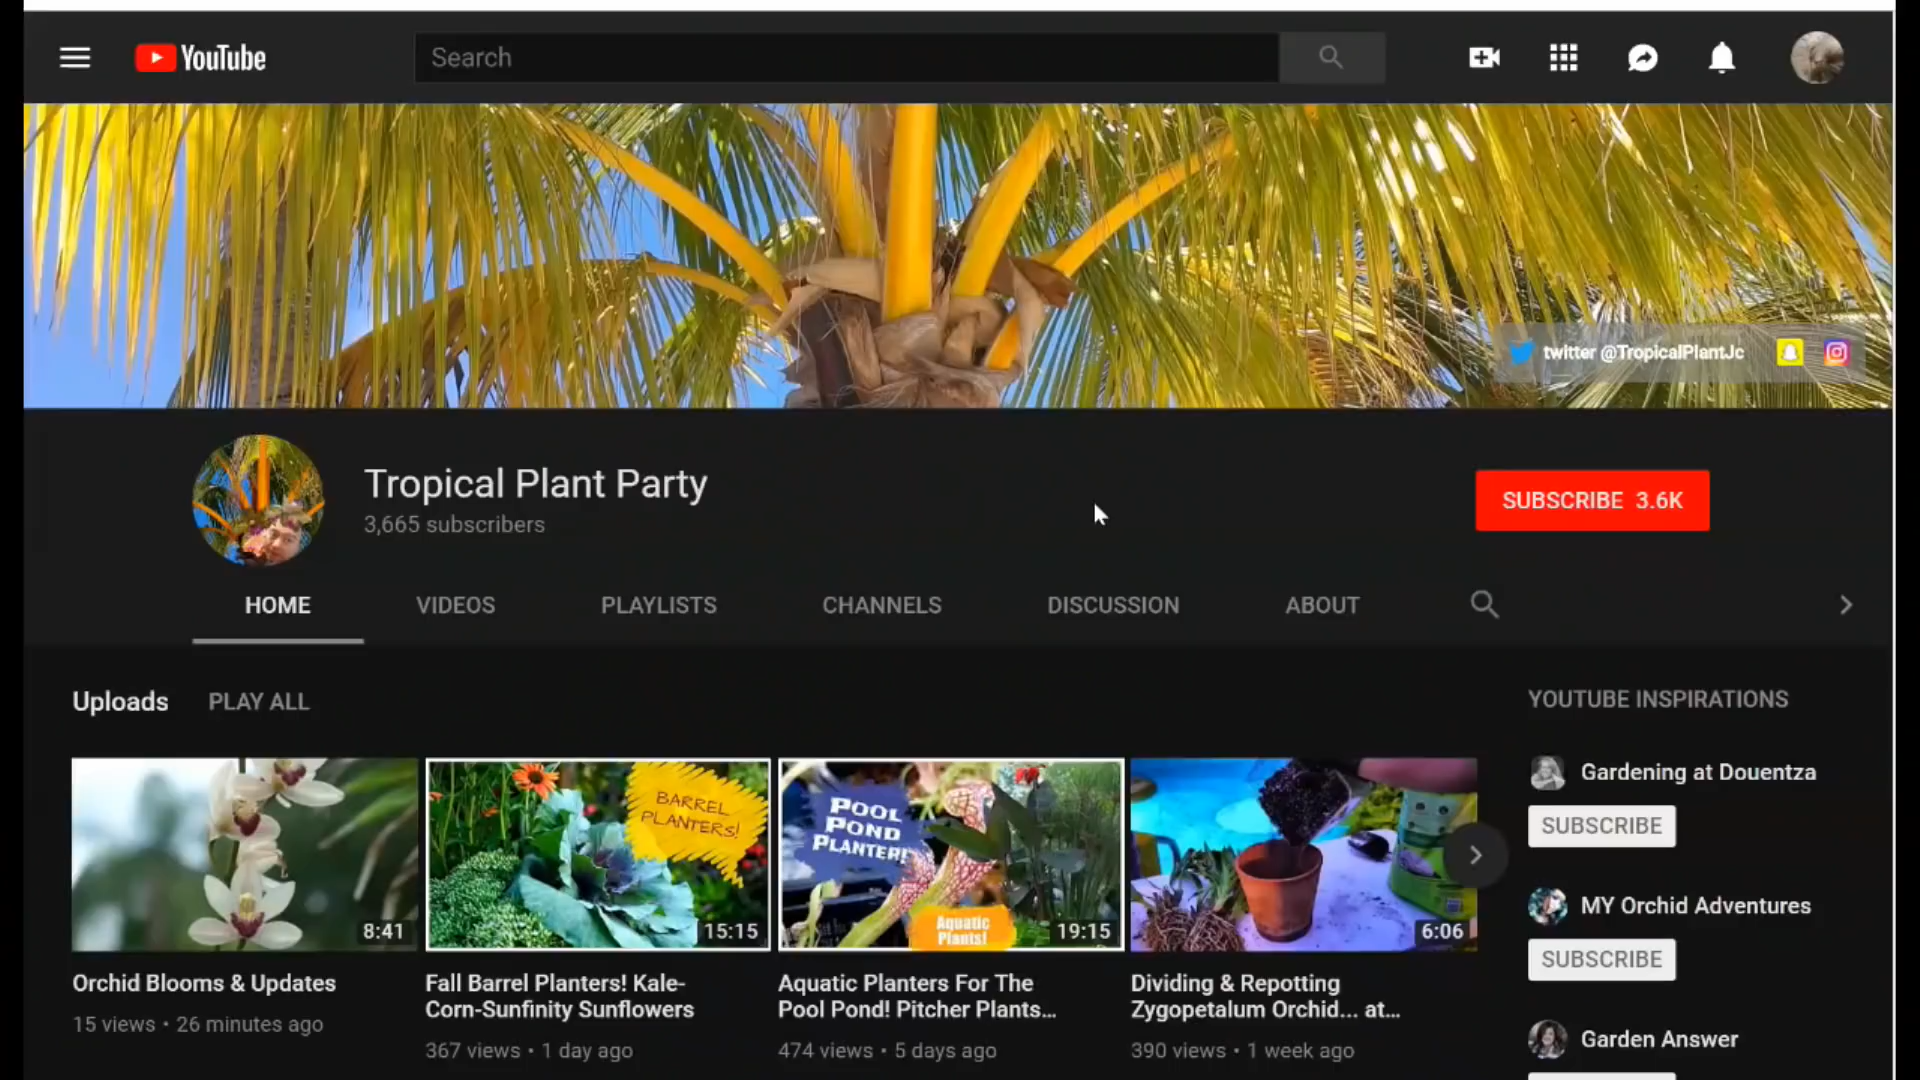 YouTube
Search
twitter @TropicalPlantJc
Tropical Plant Party
3,665 subscribers
SUBSCRIBE 3.6K
HOME
VIDEOS
PLAYLISTS
CHANNELS
DISCUSSION
ABOUT
Uploads
PLAY ALL
BARREL
PLANTERS!
POOL
POND
PLANTER!
Aquatic
Plants!
8:41
15:15
19:15
6:06
Orchid Blooms & Updates
15 views • 26 minutes ago
Fall Barrel Planters! Kale-
Corn-Sunfinity Sunflowers
367 views • 1 day ago
Aquatic Planters For The
Pool Pond! Pitcher Plants...
474 views • 5 days ago
Dividing & Repotting
Zygopetalum Orchid... at...
390 views • 1 week ago
YOUTUBE INSPIRATIONS
Gardening at Douentza
SUBSCRIBE
MY Orchid Adventures
SUBSCRIBE
Garden Answer